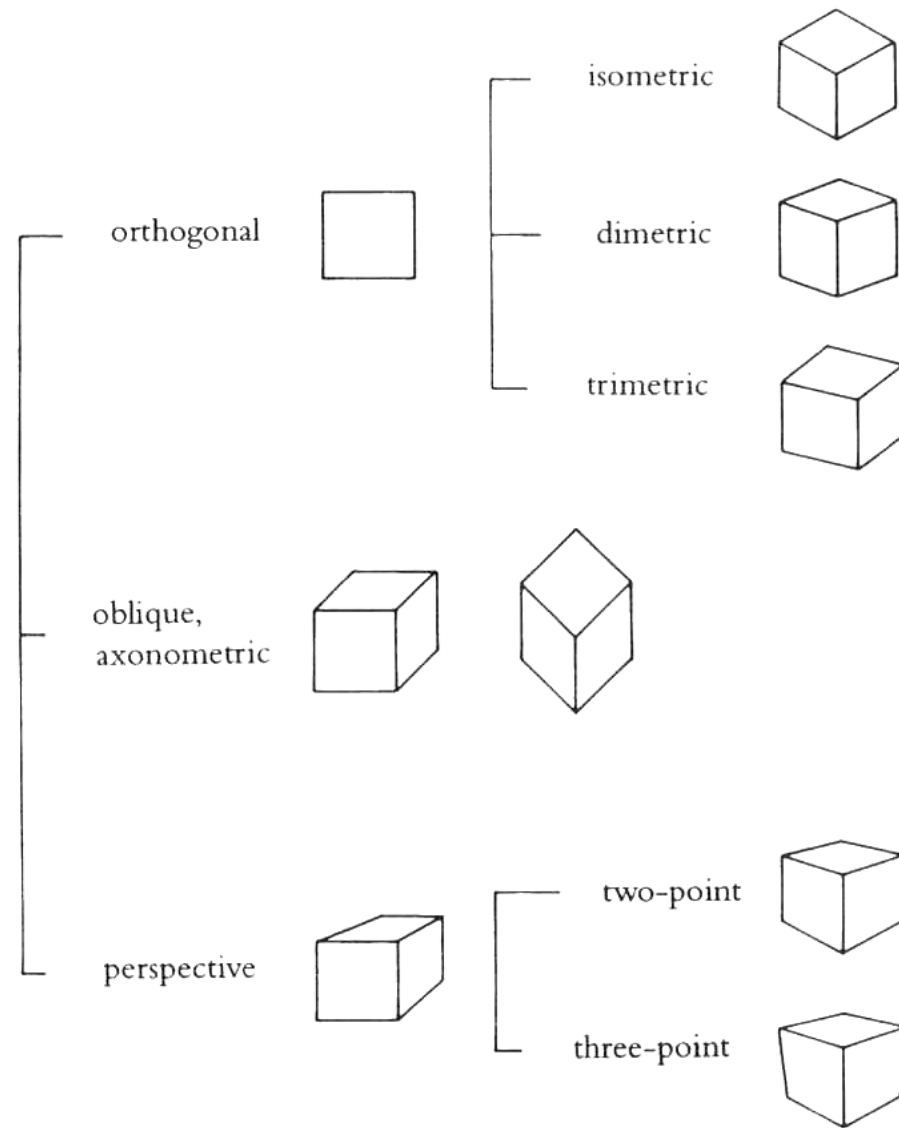 isometric
orthogonal
dimetric
trimetric
oblique,
axonometric
two-point
perspective
three-point